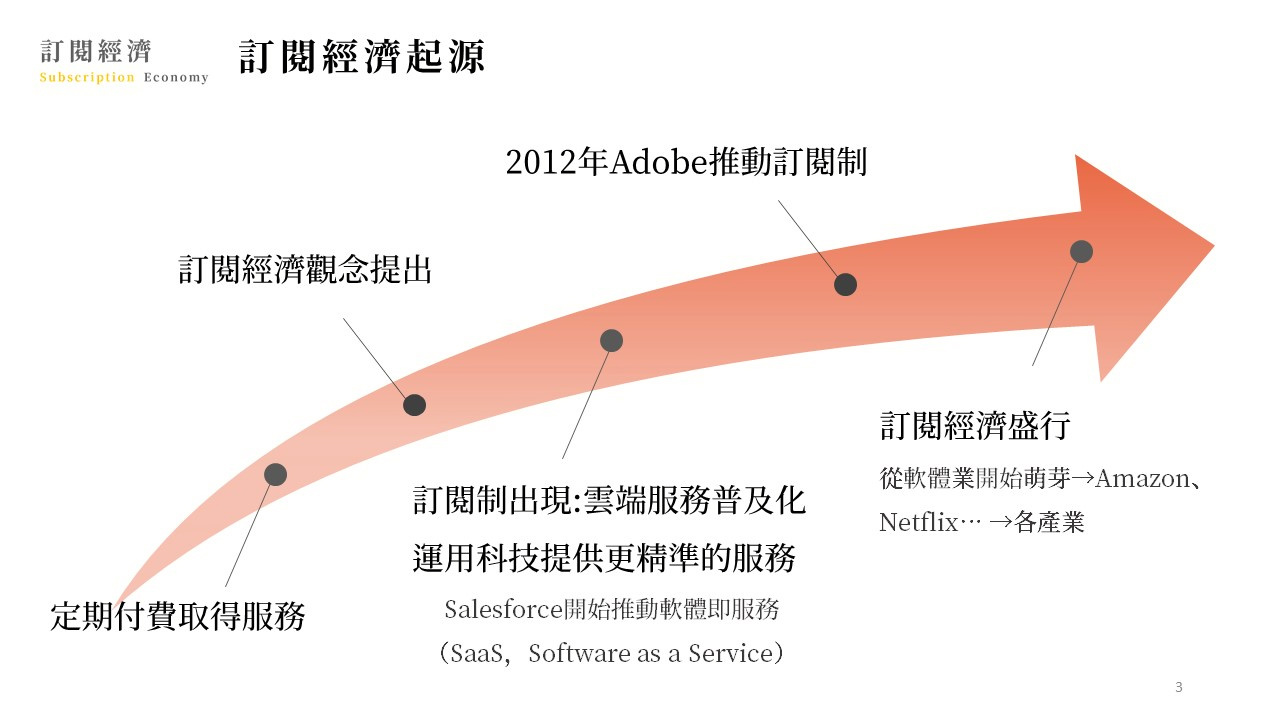 訂閱經濟
Subscription Economy
訂閱經濟起源
2012年Adobe推動訂閱制
訂閱經濟觀念提出
訂閱經濟盛行
從軟體業開始萌芽→Amazon、
Netflix… →各產業
訂閱制出現:雲端服務普及化
運用科技提供更精準的服務
Salesforce開始推動軟體即服務
（SaaS，Software as a Service）
定期付費取得服務
3